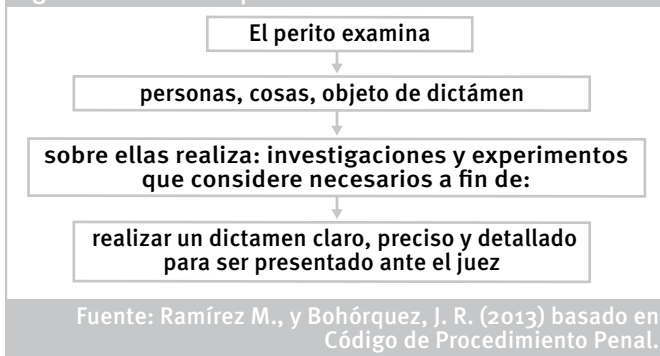 El perito examina
personas, cosas, objeto de dictámen
sobre ellas realiza: investigaciones y experimentos
que considere necesarios a fin de:
realizar un dictamen claro, preciso y detallado
para ser presentado ante el juez
Fuente: Ramírez M., y Bohórquez, J. R. (2013) basado en
Código de Procedimiento Penal.